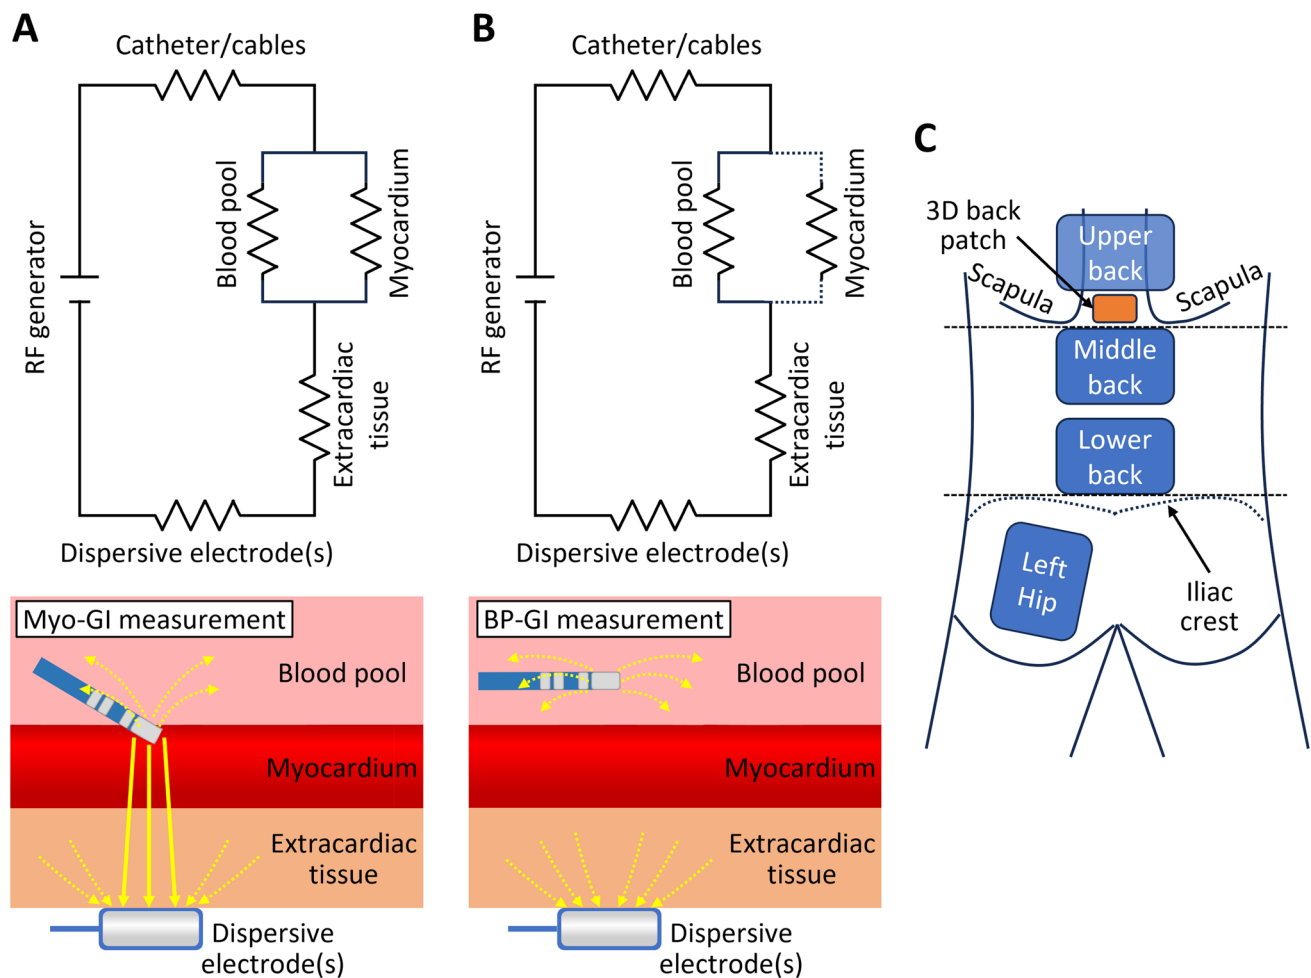 A
Catheter/cables
RF generator
Blood pool
Myocardium
Extracardiac
tissue
Dispersive electrode(s)
Myo-GI measurement
Blood pool
Myocardium
Extracardiac
tissue
Dispersive
electrode(s)
B
Catheter/cables
RF generator
Blood pool
Myocardium
Extracardiac
tissue
Dispersive electrode(s)
BP-GI measurement
Blood pool
Myocardium
Extracardiac
tissue
Dispersive
electrode(s)
C
3D back
patch
Upper
back
Scapula
Scapula
Middle
back
Lower
back
Left
Hip
Iliac
crest